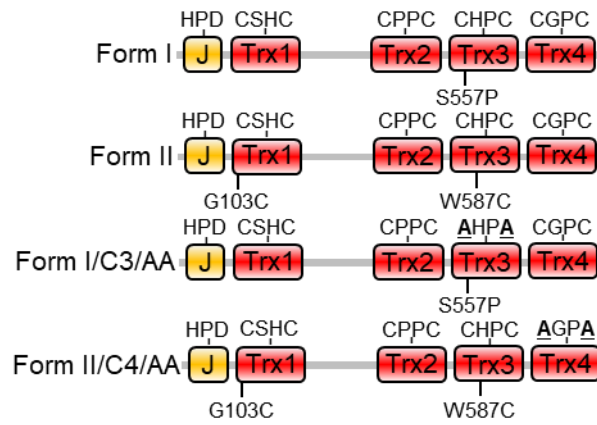 HPD CSHC CPPC CHPC CGPC
Form I J Trx1 Trx2 Trx3 Trx4
S557P
HPD CSHC CPPC CHPC CGPC
Form II J Trx1 Trx2 Trx3 Trx4
G103C W587C
HPD CSHC CPPC AHPA CGPC
Form I/C3/AA J Trx1 Trx2 Trx3 Trx4
S557P
HPD CSHC CPPC CHPC AGPA
Form II/C4/AA J Trx1 Trx2 Trx3 Trx4
G103C W587C